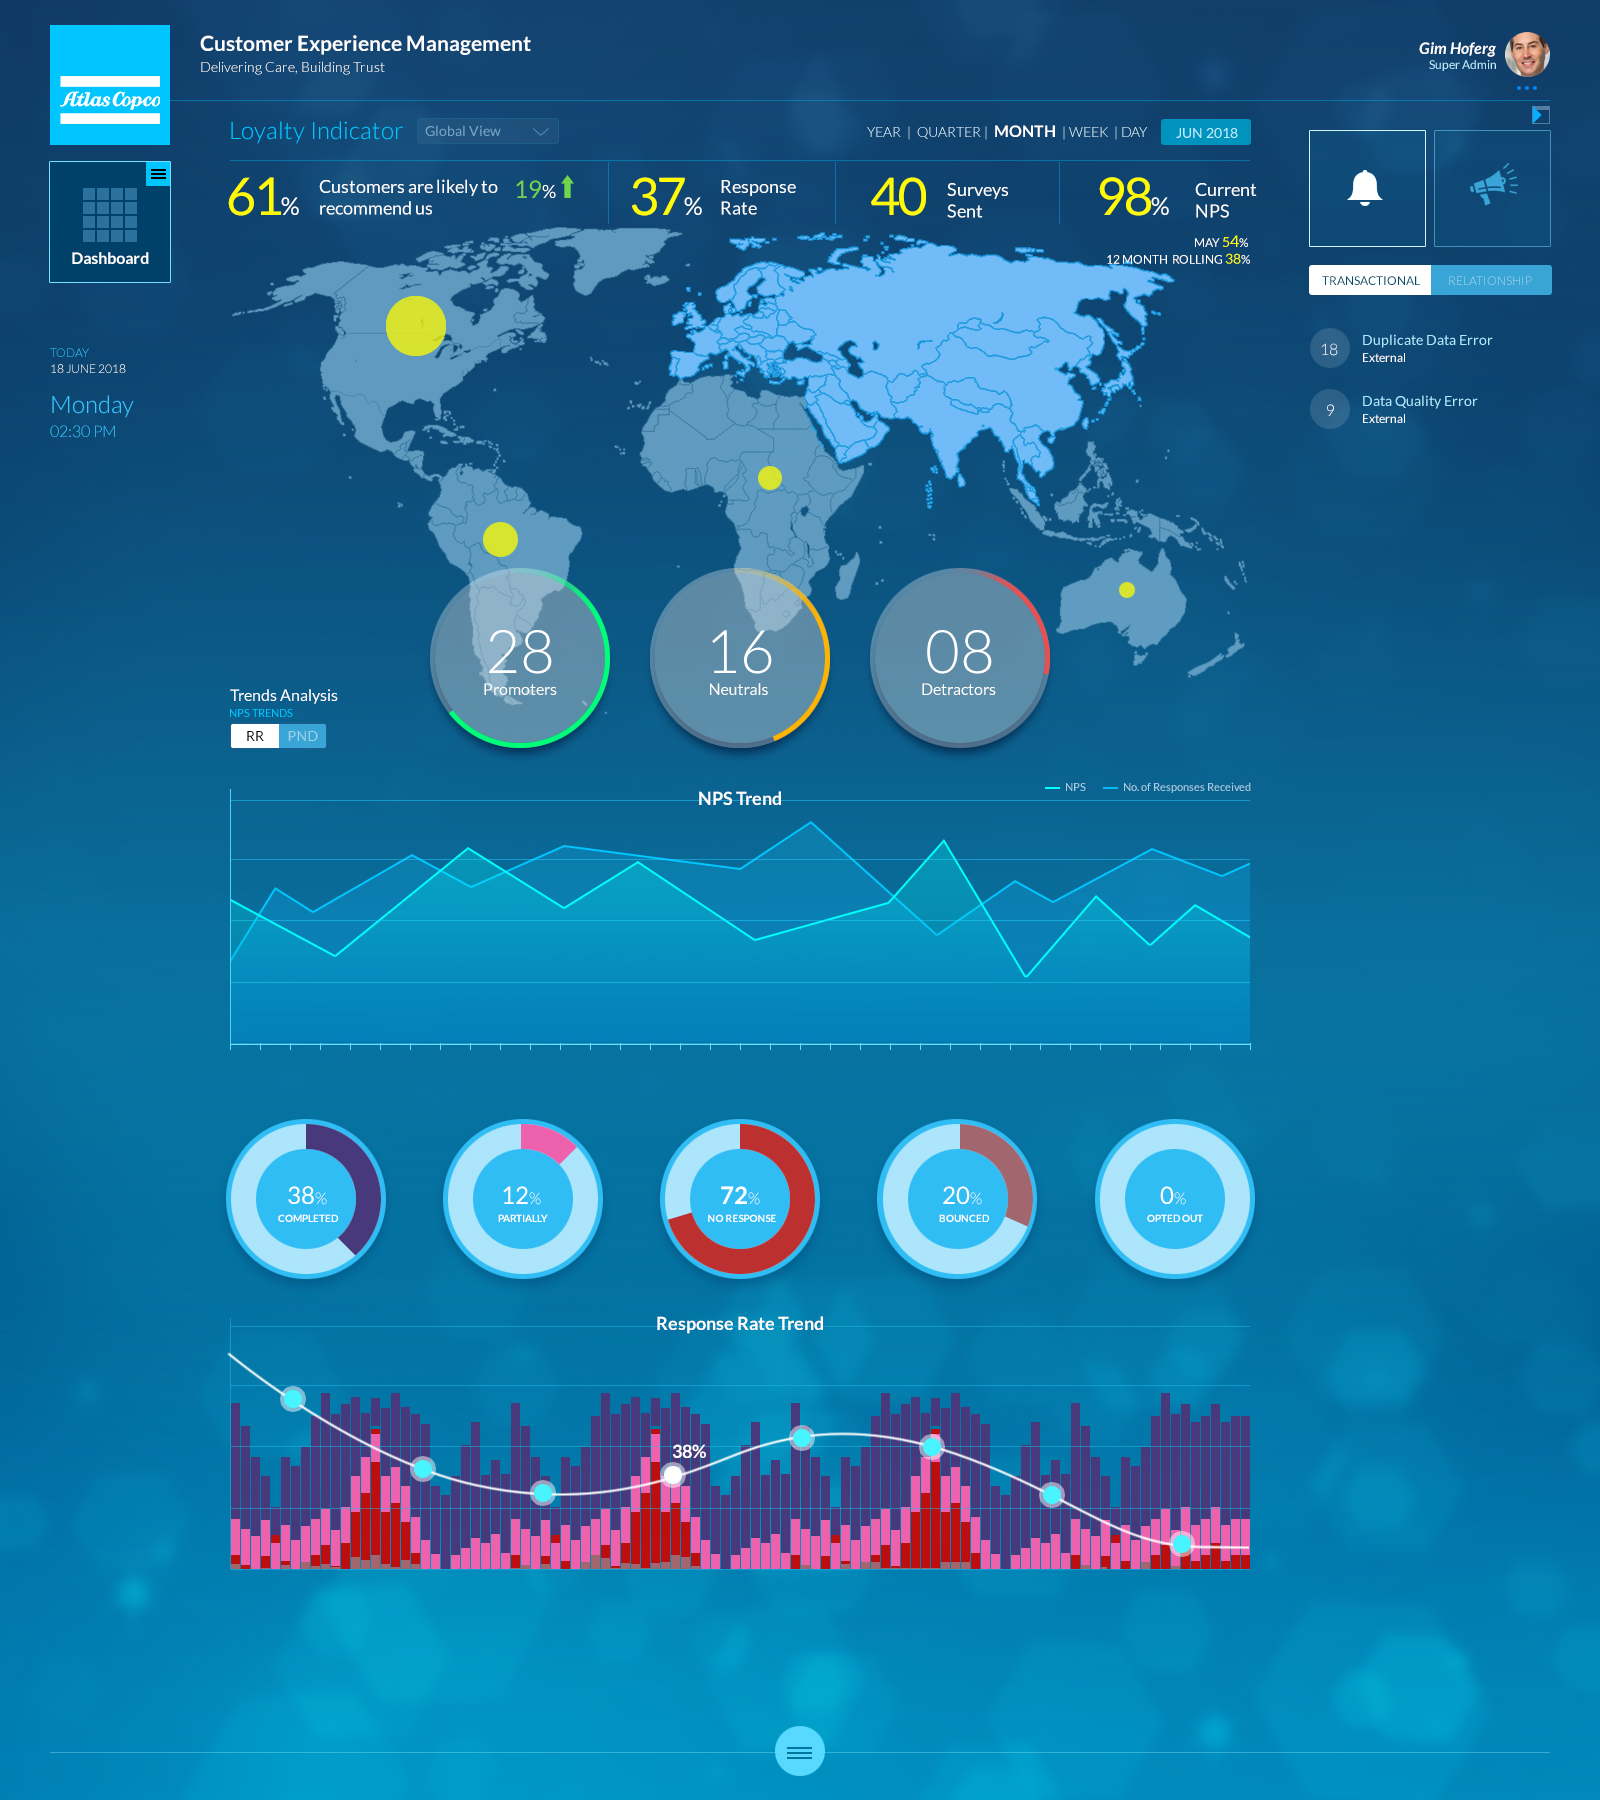 Customer Experience Management
Delivering Care, Building Trust
Gim Hoferg
Super Admin
Atlas Copco
Loyalty Indicator
Global View
YEAR | QUARTER | MONTH | WEEK | DAY
JUN 2018
Dashboard
61% Customers are likely to recommend us
19%
37% Response Rate
40 Surveys Sent
98% Current NPS
MAY 54%
12 MONTH ROLLING 38%
TRANSACTIONAL
RELATIONSHIP
TODAY
18 JUNE 2018
Monday
02:30 PM
18 Duplicate Data Error
External
9 Data Quality Error
External
28
Promoters
16
Neutrals
08
Detractors
Trends Analysis
NPS TRENDS
RR PND
NPS Trend
NPS
No. of Responses Received
38%
COMPLETED
12%
PARTIALLY
72%
NO RESPONSE
20%
BOUNCED
0%
OPTED OUT
Response Rate Trend
38%